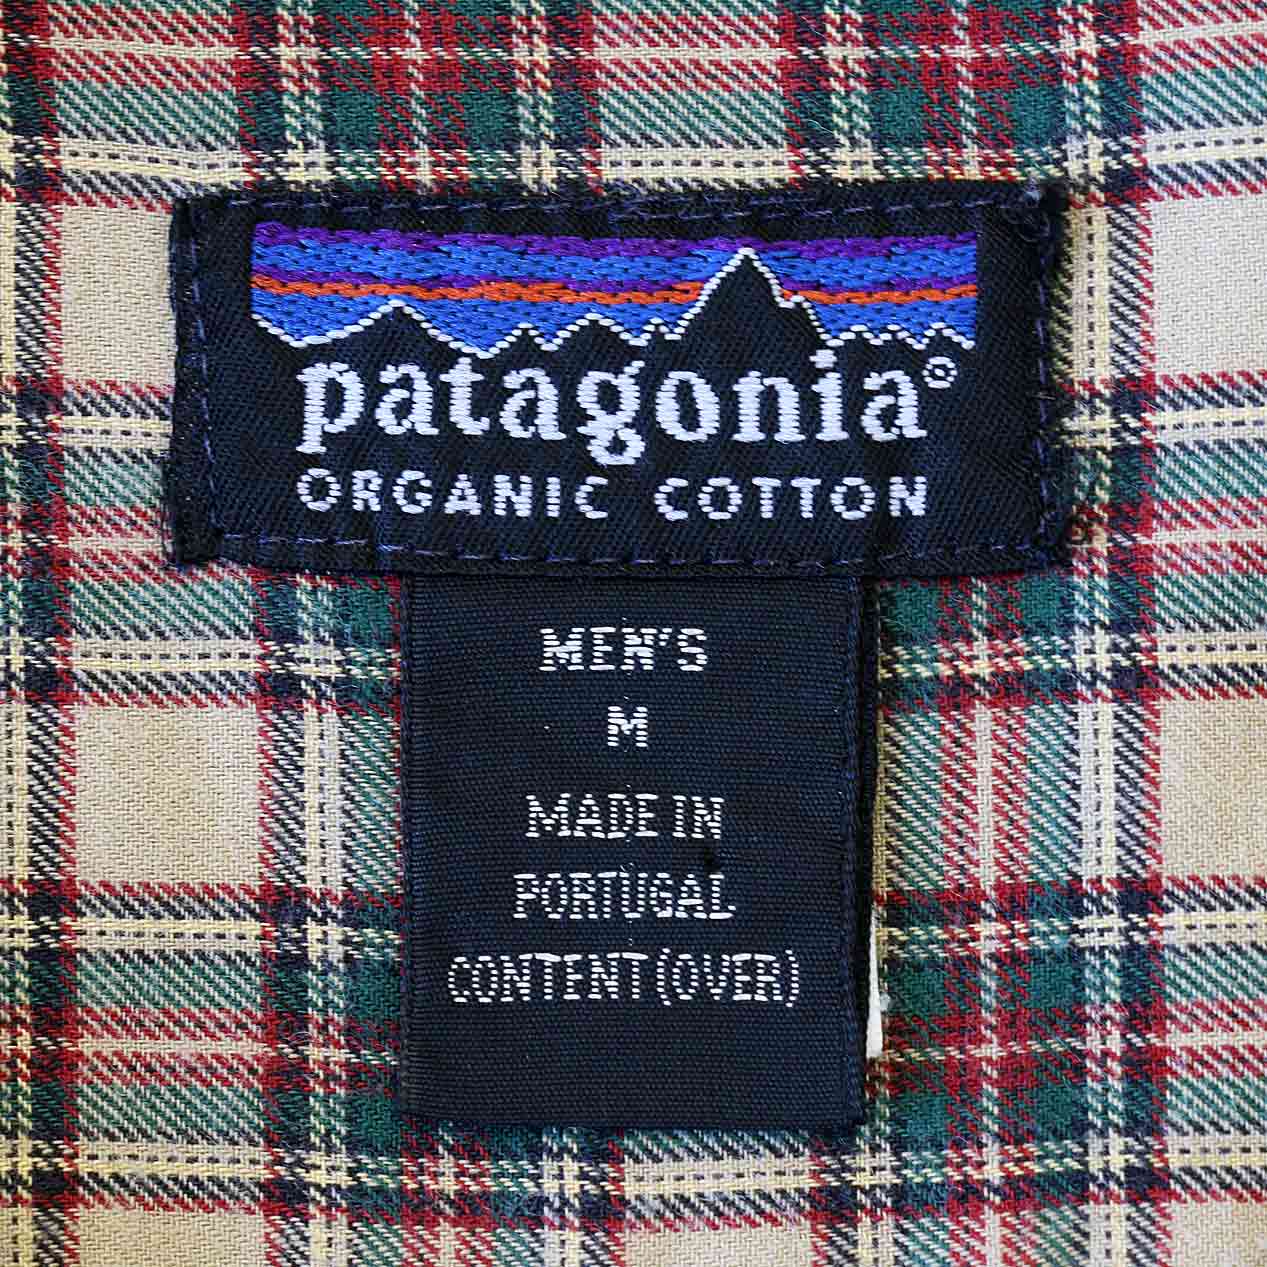 patagonia®
ORGANIC COTTON
MEN'S
M
MADE IN
PORTUGAL
CONTENT (OVER)